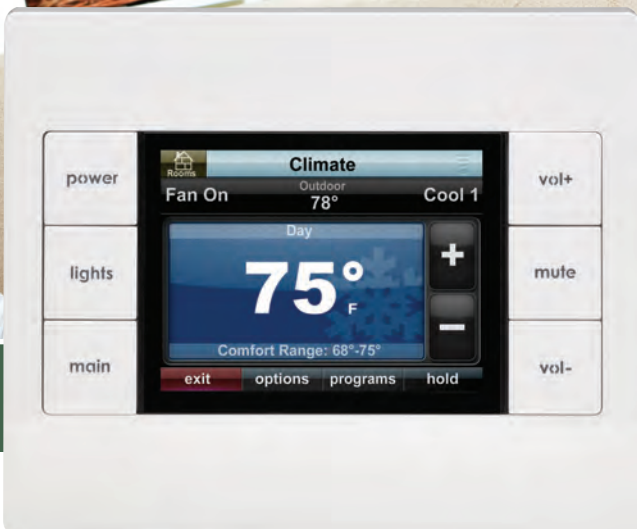 power
lights
main
Rooms
Climate
Fan On
Outdoor
78°
Cool 1
Day
75°
F
+
−
Comfort Range: 68°-75°
exit options programs hold
vol+
mute
vol-